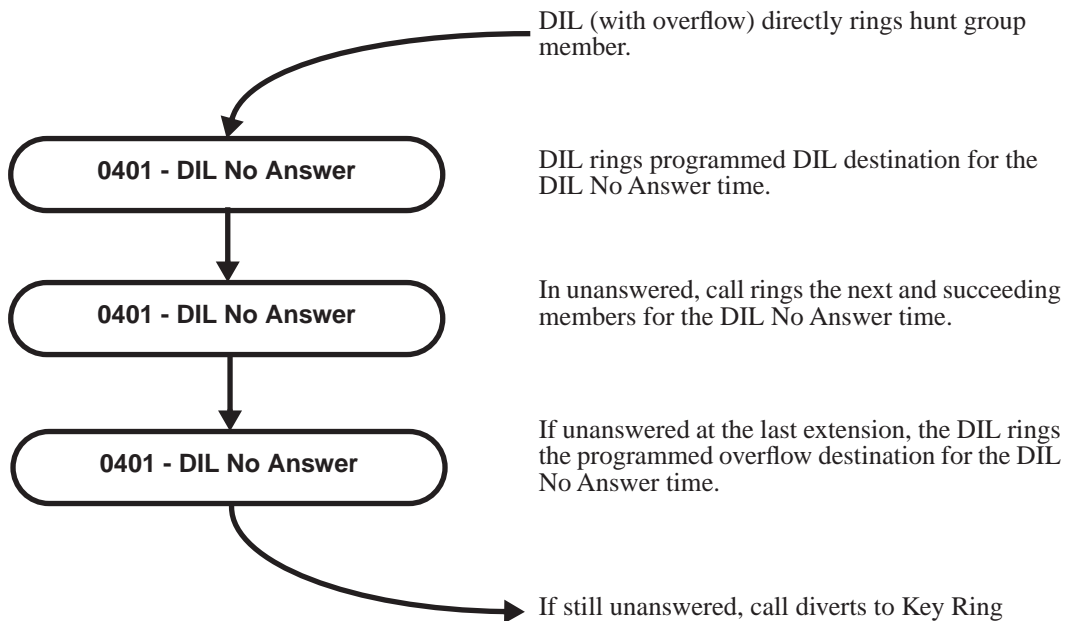 DIL (with overflow) directly rings hunt group
member.
0401 - DIL No Answer
DIL rings programmed DIL destination for the
DIL No Answer time.
0401 - DIL No Answer
In unanswered, call rings the next and succeeding
members for the DIL No Answer time.
0401 - DIL No Answer
If unanswered at the last extension, the DIL rings
the programmed overflow destination for the DIL
No Answer time.
If still unanswered, call diverts to Key Ring